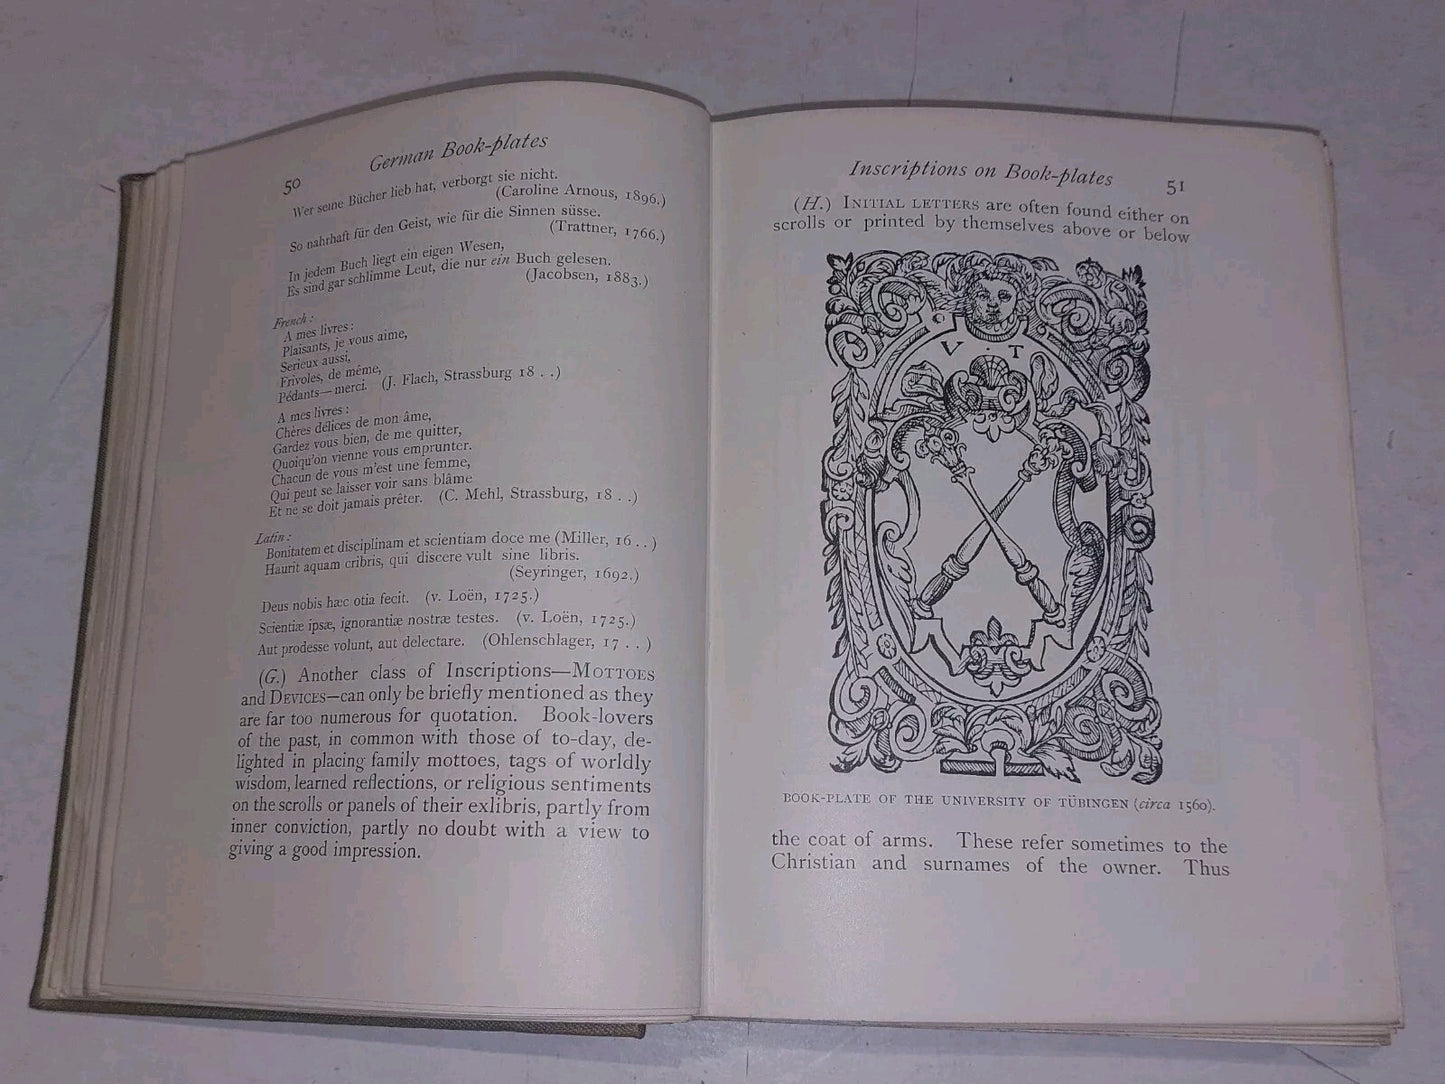 German Book-plates
50
Wer seine Bücher lieb hat, verborgt sie nicht.
(Caroline Arnous, 1896.)
So nahrhaft für den Geist, wie für die Sinnen süsse.
(Trattner, 1766.)
In jedem Buch liegt ein eigen Wesen,
Es sind gar schlimme Leut, die nur ein Buch gelesen.
(Jacobsen, 1883.)
French:
A mes livres:
Plaisants, je vous aime,
Serieux aussi,
Frivoles, de même,
Pédants—merci. (J. Flach, Strassburg 18 . .)
A mes livres:
Chères délices de mon âme,
Gardez vous bien, de me quitter,
Quoiqu'on vienne vous emprunter.
Chacun de vous m'est une femme,
Qui peut se laisser voir sans blâme
Et ne se doit jamais prêter. (C. Mehl, Strassburg, 18 . .)
Latin:
Bonitatem et disciplinam et scientiam doce me (Miller, 16 . . )
Haurit aquam cribris, qui discere vult sine libris.
(Seyringer, 1692.)
Deus nobis hæc otia fecit. (v. Loën, 1725.)
Scientiæ ipsæ, ignorantiæ nostræ testes. (v. Loën, 1725.)
Aut prodesse volunt, aut delectare. (Ohlenschlager, 17 . . )
(G.) Another class of Inscriptions—MOTTOES
and DEVICES—can only be briefly mentioned as they
are far too numerous for quotation. Book-lovers
of the past, in common with those of to-day, de-
lighted in placing family mottoes, tags of worldly
wisdom, learned reflections, or religious sentiments
on the scrolls or panels of their exlibris, partly from
inner conviction, partly no doubt with a view to
giving a good impression.
Inscriptions on Book-plates
51
(H.) INITIAL LETTERS are often found either on
scrolls or printed by themselves above or below
V · T
BOOK-PLATE OF THE UNIVERSITY OF TÜBINGEN (circa 1560).
the coat of arms. These refer sometimes to the
Christian and surnames of the owner. Thus